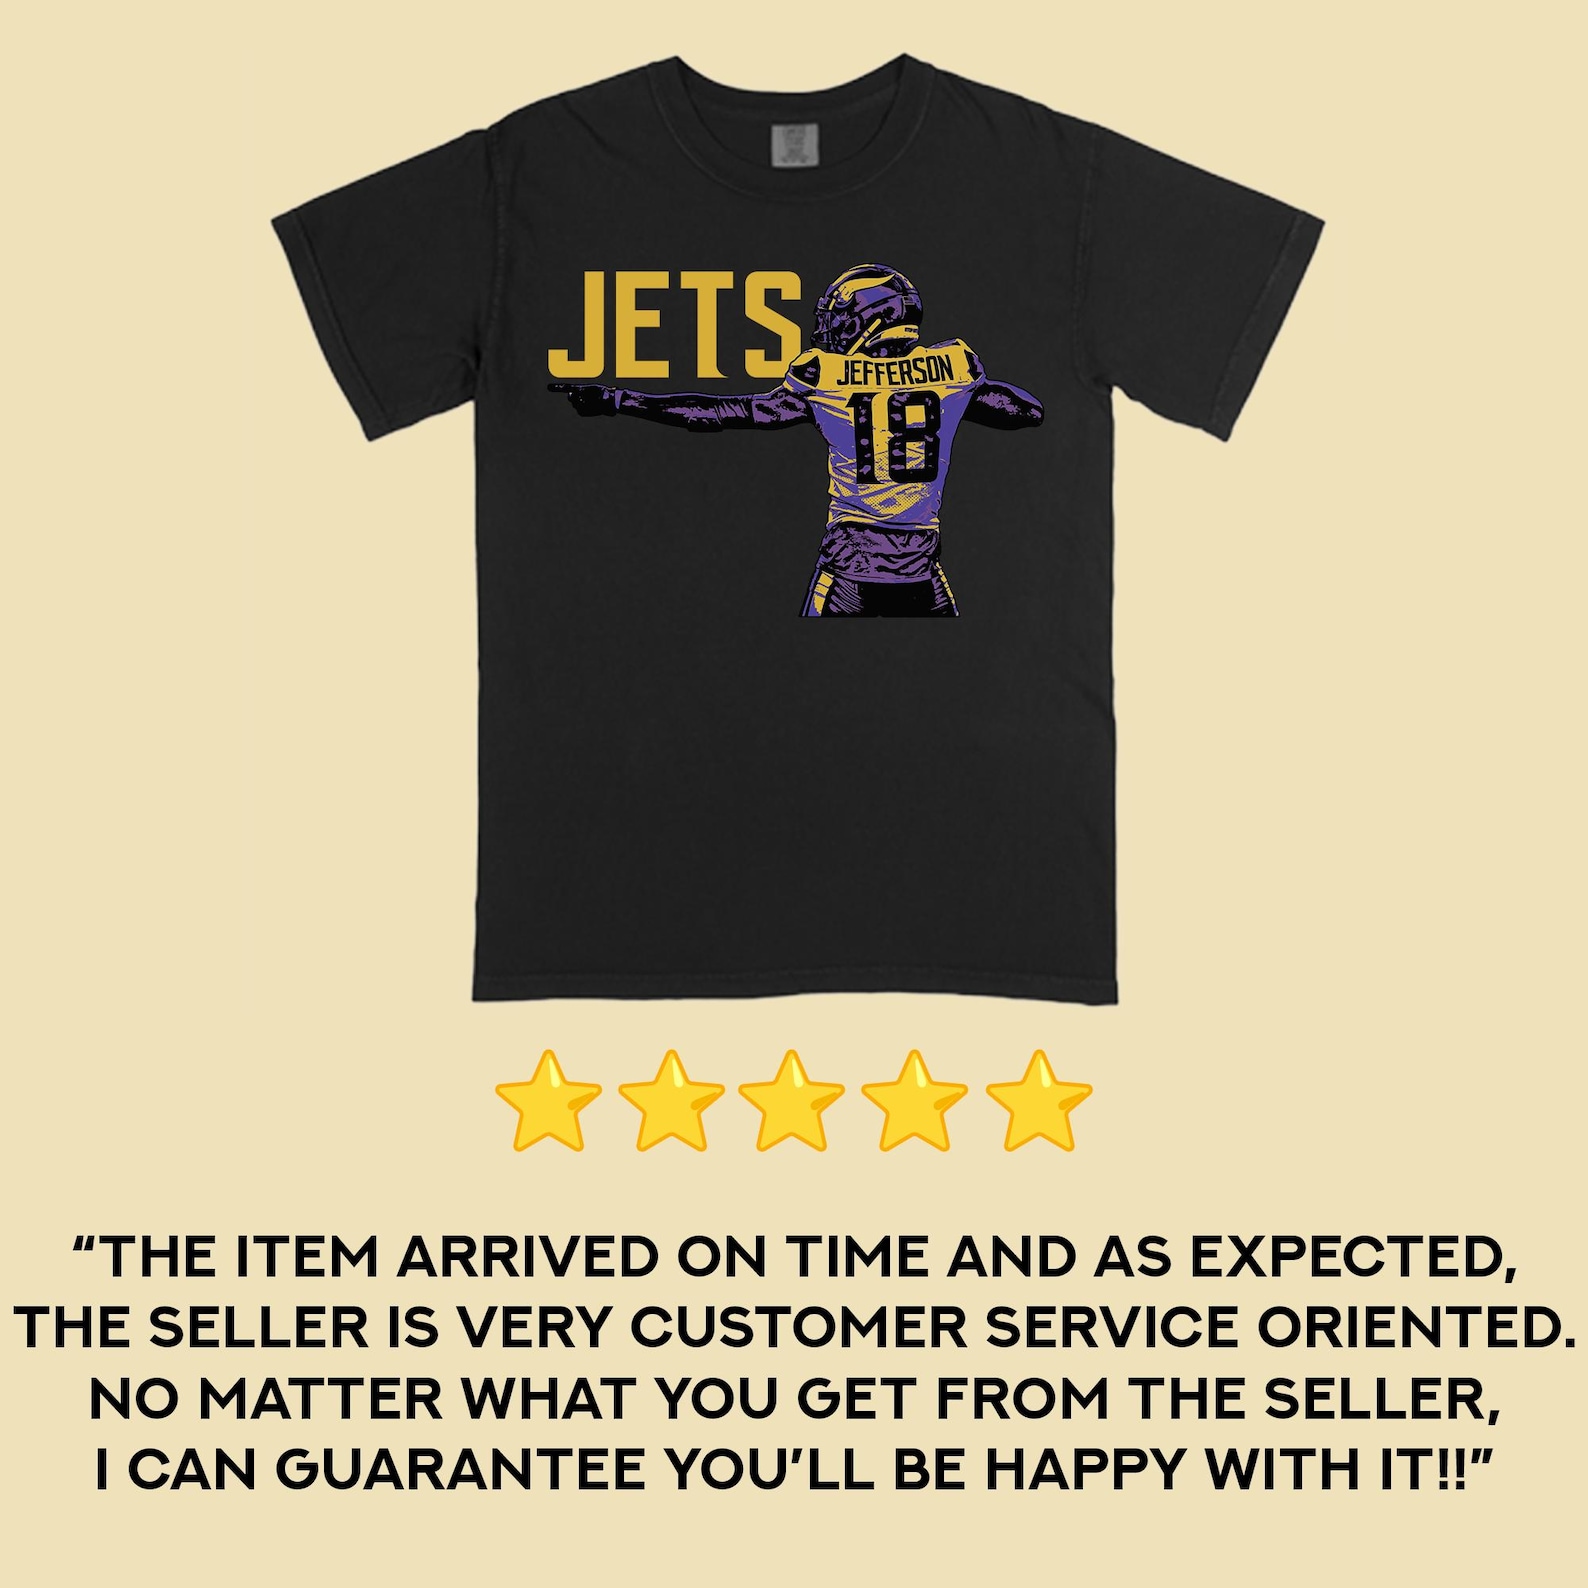 JETS
JEFFERSON
18
“THE ITEM ARRIVED ON TIME AND AS EXPECTED,
THE SELLER IS VERY CUSTOMER SERVICE ORIENTED.
NO MATTER WHAT YOU GET FROM THE SELLER,
I CAN GUARANTEE YOU’LL BE HAPPY WITH IT!!”